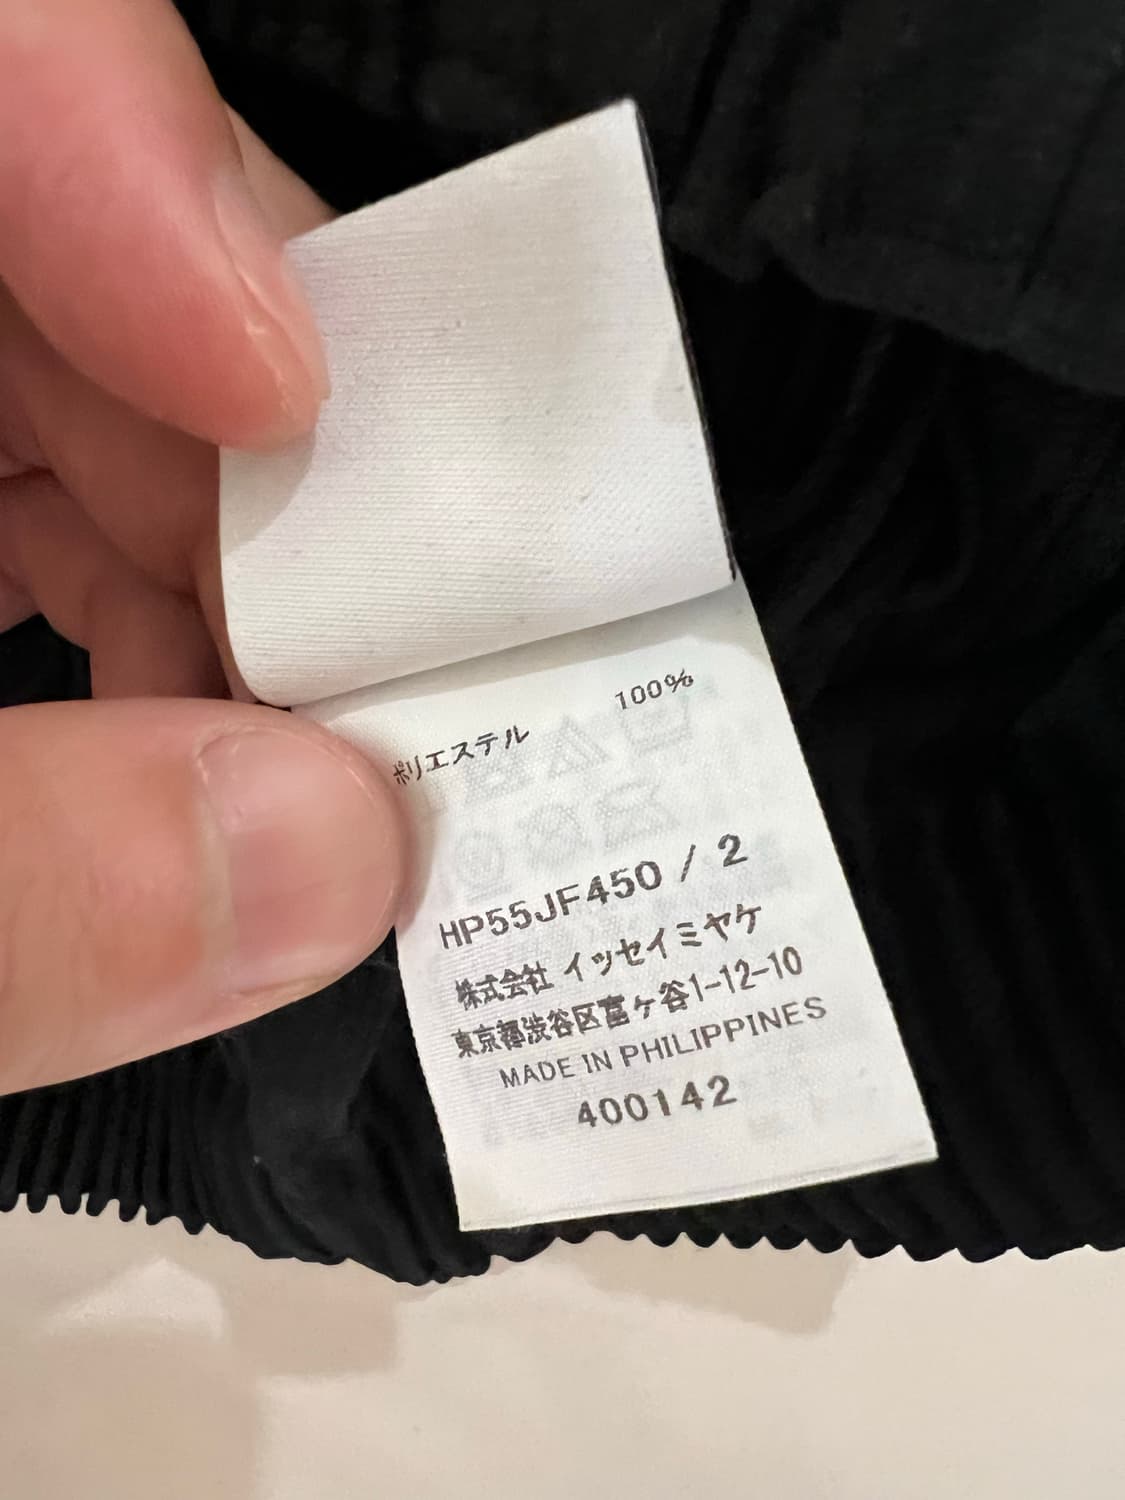 ポリエステル 100%
HP55JF450 / 2
株式会社 イッセイミヤケ
東京都渋谷区富ヶ谷1-12-10
MADE IN PHILIPPINES
400142